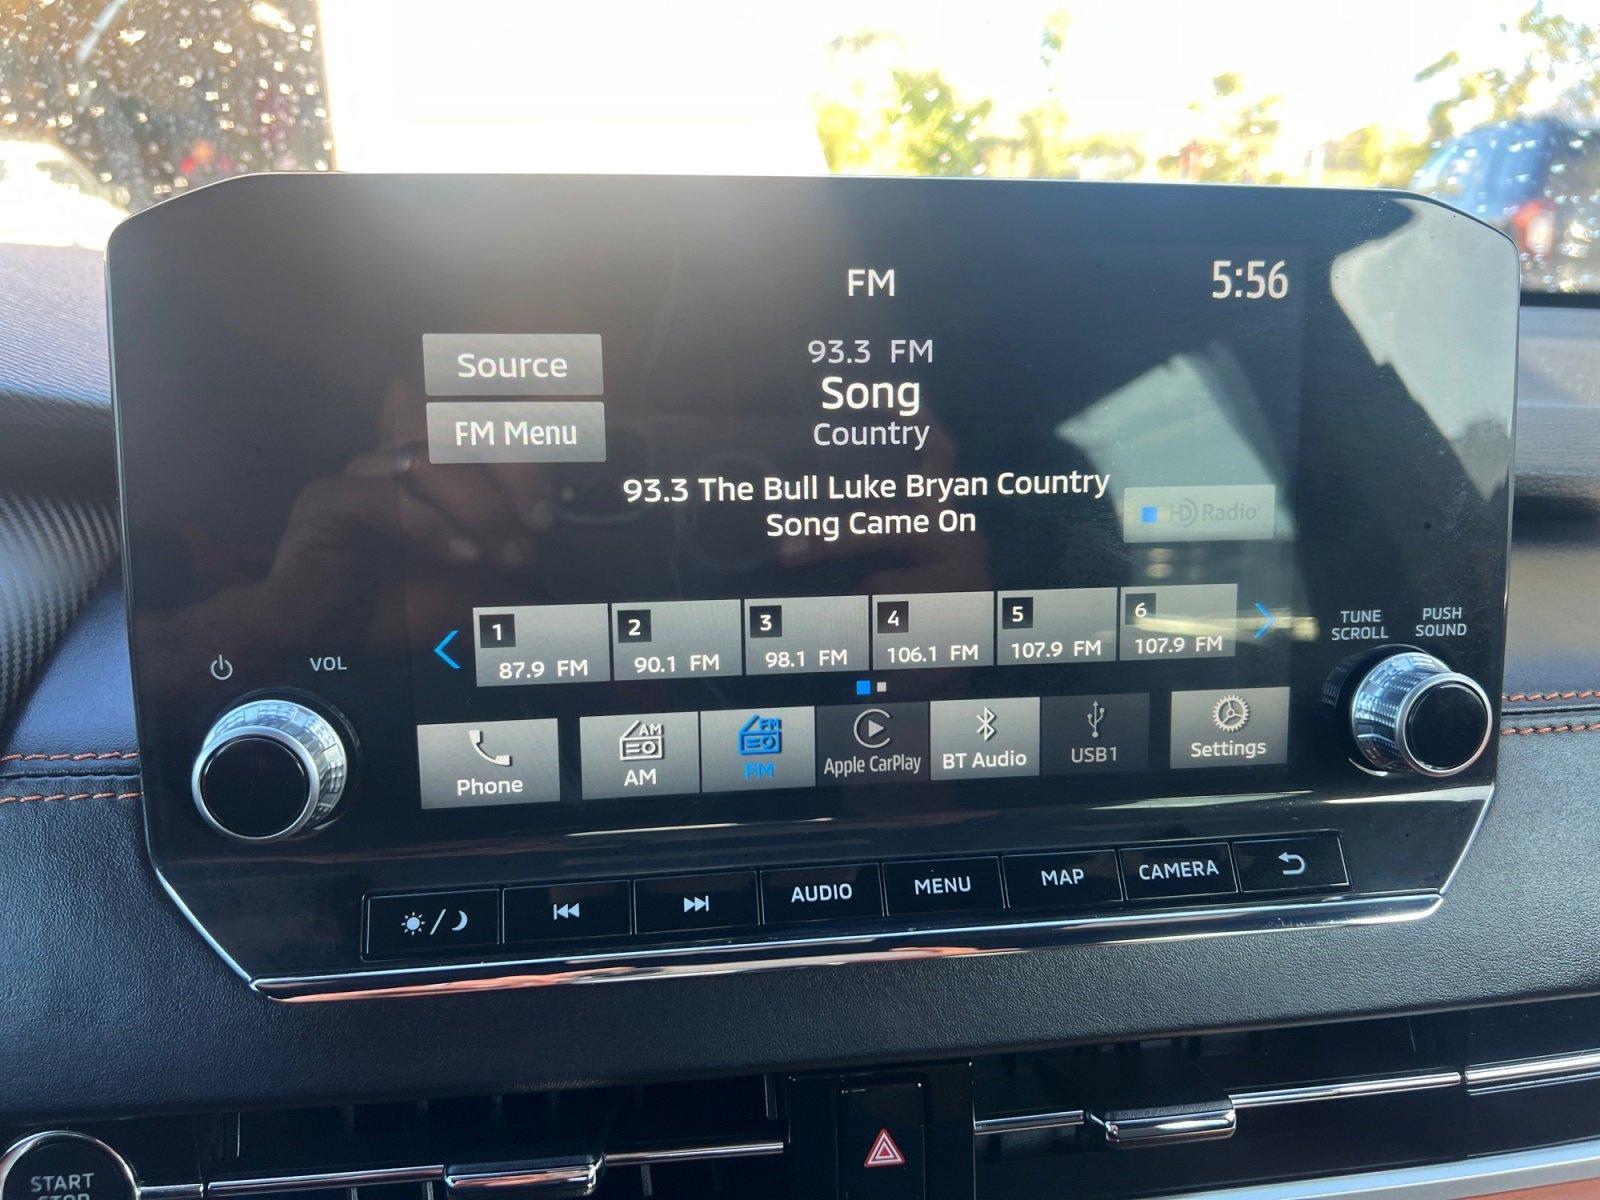 FM
5:56
Source
93.3 FM
Song
FM Menu
Country
93.3 The Bull Luke Bryan Country
Song Came On
HD Radio
1
87.9 FM
2
90.1 FM
3
98.1 FM
4
106.1 FM
5
107.9 FM
6
107.9 FM
TUNE
SCROLL
PUSH
SOUND
VOL
Phone
AM
AM
FM
FM
Apple CarPlay
BT Audio
USB1
Settings
AUDIO
MENU
MAP
CAMERA
START
STOP